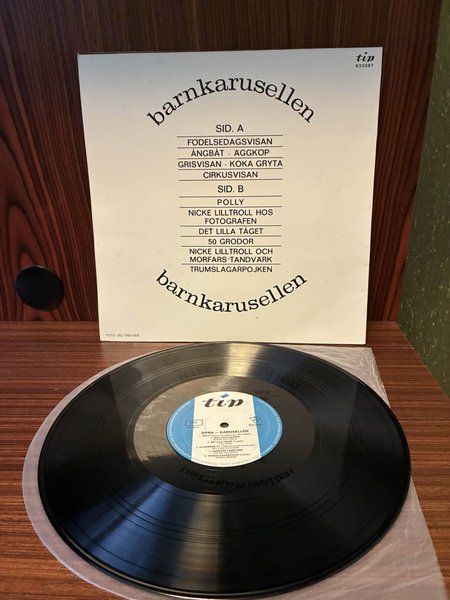 tip
833087
barnkarusellen
SID. A
FÖDELSEDAGSVISAN
ÅNGBÅT - ÄGGKOP
GRISVISAN - KOKA GRYTA
CIRKUSVISAN
SID. B
POLLY
NICKE LILLTROLL HOS
FOTOGRAFEN
DET LILLA TÅGET
50 GRODOR
NICKE LILLTROLL OCH
MORFARS TANDVÄRK
TRUMSLAGARPOJKEN
barnkarusellen
FOTO: BO TRENTER
tip
BARN - KARUSELLEN